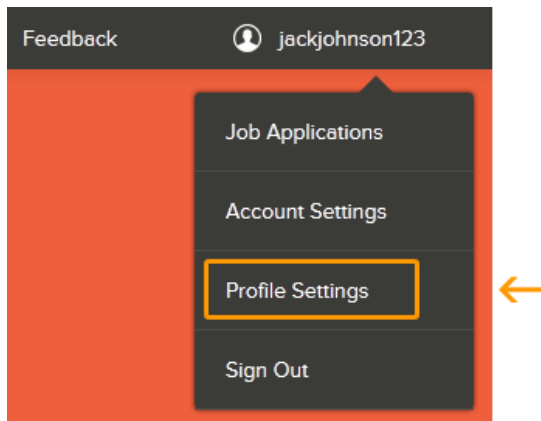 Feedback
jackjohnson123
Job Applications
Account Settings
Profile Settings
Sign Out